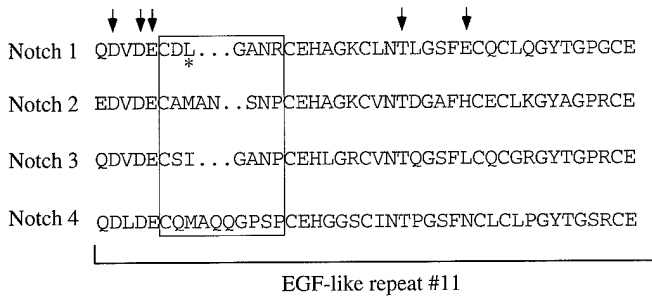 Notch 1 QDVDECDL...GANRCEHAGKCLNTLGSFECQCLQGYTGPGCE
*
Notch 2 EDVDECAMAN..SNPCEHAGKCVNTDGAFHCECLKGYAGPRCE
Notch 3 QDVDECSI...GANPCEHLGRCVNTQGSFLCQCGRGYTGPRCE
Notch 4 QDLDECQMAQQGPSPCEHGGSCINTPGSFNCLCLPGYTGSRCE
EGF-like repeat #11